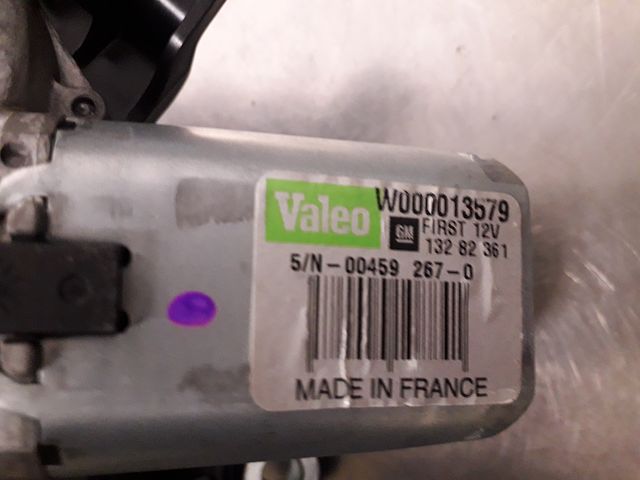 Valeo W000013579
GM FIRST 12V
132 82 361
S/N-00459 267-0
MADE IN FRANCE